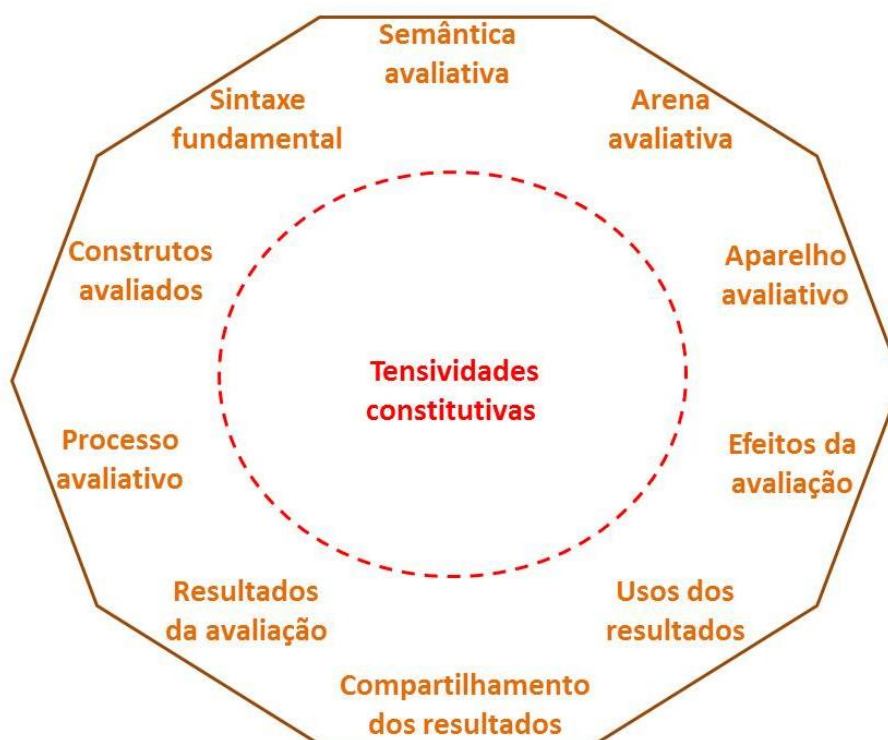 Semântica
avaliativa
Sintaxe
fundamental
Arena
avaliativa
Construtos
avaliados
Aparelho
avaliativo
Tensividades
constitutivas
Processo
avaliativo
Efeitos da
avaliação
Resultados
da avaliação
Usos dos
resultados
Compartilhamento
dos resultados